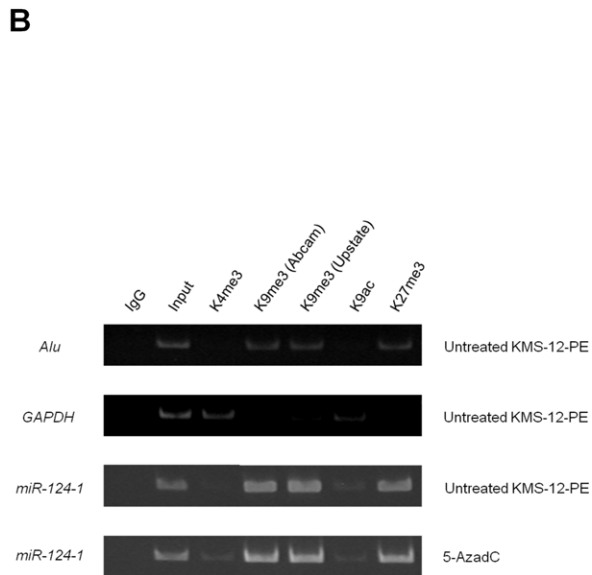 B
IgG Input K4me3 K9me3 (Abcam) K9me3 (Upstate) K9ac K27me3
Alu Untreated KMS-12-PE
GAPDH Untreated KMS-12-PE
miR-124-1 Untreated KMS-12-PE
miR-124-1 5-AzadC